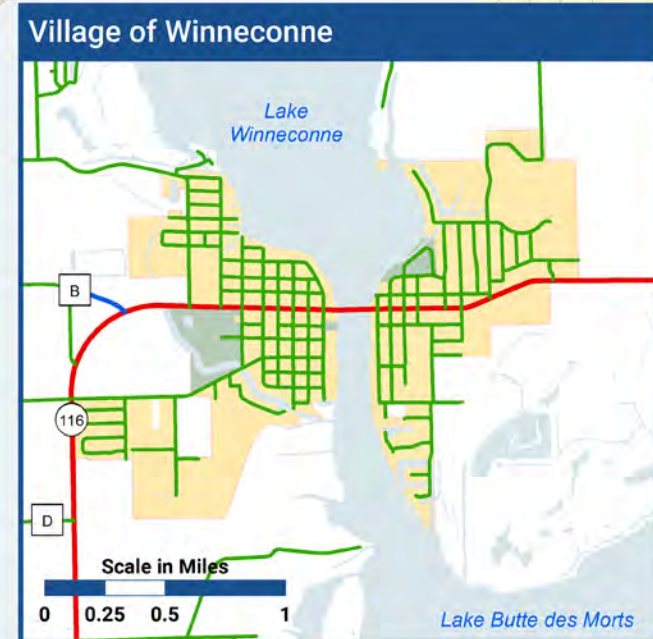 Village of Winneconne
Lake
Winneconne
B
116
D
Scale in Miles
0 0.25 0.5 1
Lake Butte des Morts